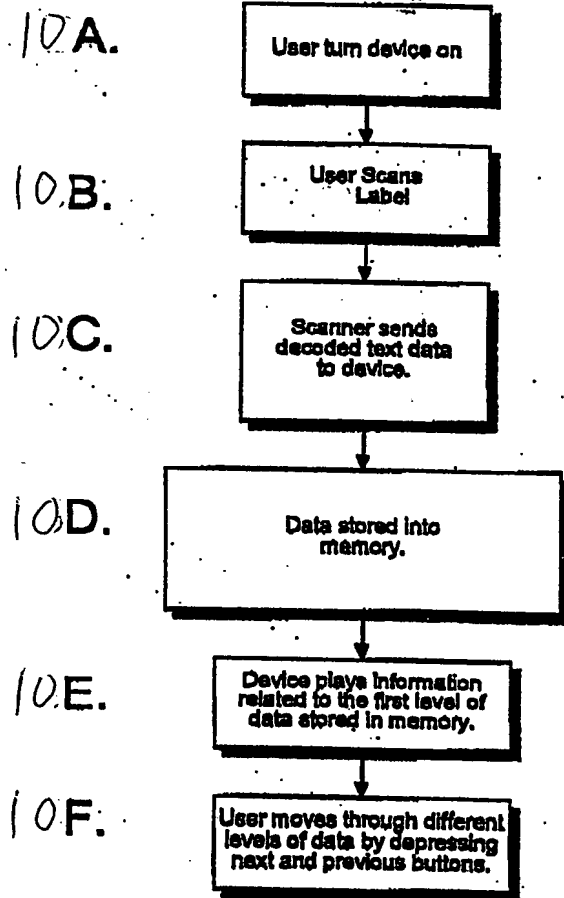 10A.
User turn device on
10B.
User Scans
Label
10C.
Scanner sends
decoded text data
to device.
10D.
Data stored into
memory.
10E.
Device plays information
related to the first level of
data stored in memory.
10F.
User moves through different
levels of data by depressing
next and previous buttons.